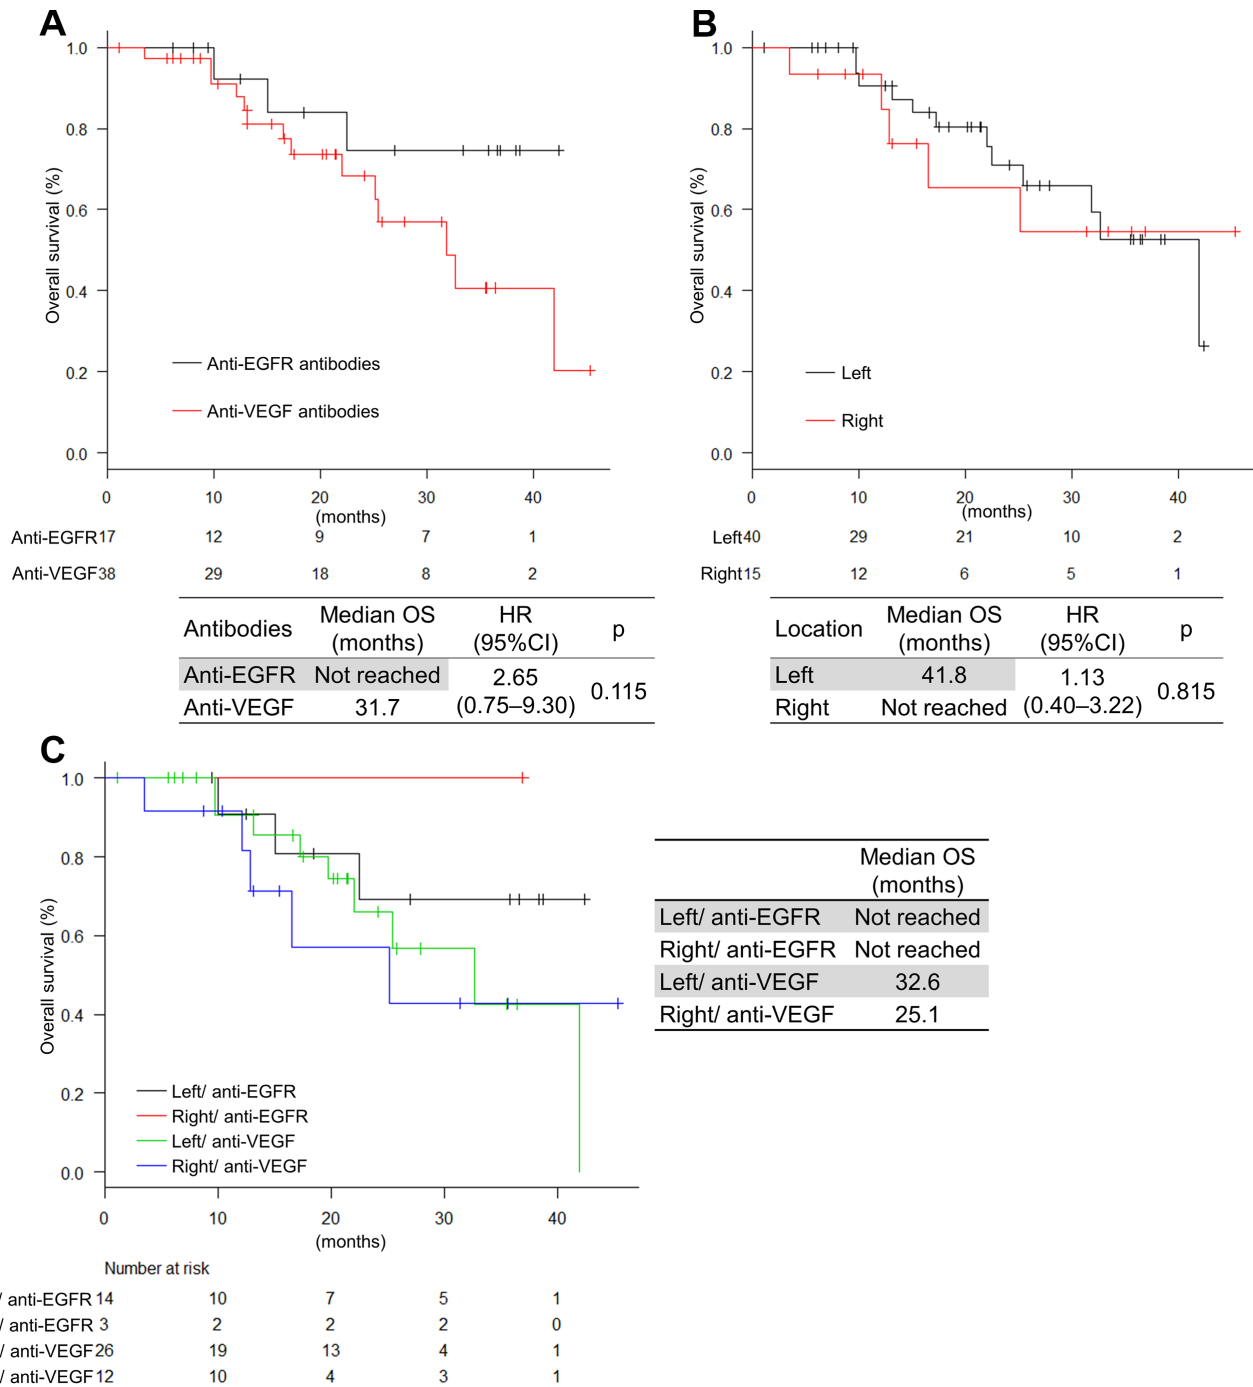 A
1.0
0.8
0.6
0.4
0.2
0.0
Overall survival (%)
Anti-EGFR antibodies
Anti-VEGF antibodies
0 10 20 30 40
(months)
Anti-EGFR 17 12 9 7 1
Anti-VEGF 38 29 18 8 2
Antibodies Median OS (months) HR (95%CI) p
Anti-EGFR Not reached 2.65 (0.75–9.30) 0.115
Anti-VEGF 31.7
B
1.0
0.8
0.6
0.4
0.2
0.0
Overall survival (%)
Left
Right
0 10 20 30 40
(months)
Left 40 29 21 10 2
Right 15 12 6 5 1
Location Median OS (months) HR (95%CI) p
Left 41.8 1.13 (0.40–3.22) 0.815
Right Not reached
C
1.0
0.8
0.6
0.4
0.2
0.0
Overall survival (%)
Left/ anti-EGFR
Right/ anti-EGFR
Left/ anti-VEGF
Right/ anti-VEGF
0 10 20 30 40
(months)
Number at risk
/ anti-EGFR 14 10 7 5 1
/ anti-EGFR 3 2 2 2 0
/ anti-VEGF 26 19 13 4 1
/ anti-VEGF 12 10 4 3 1
Median OS
(months)
Left/ anti-EGFR Not reached
Right/ anti-EGFR Not reached
Left/ anti-VEGF 32.6
Right/ anti-VEGF 25.1